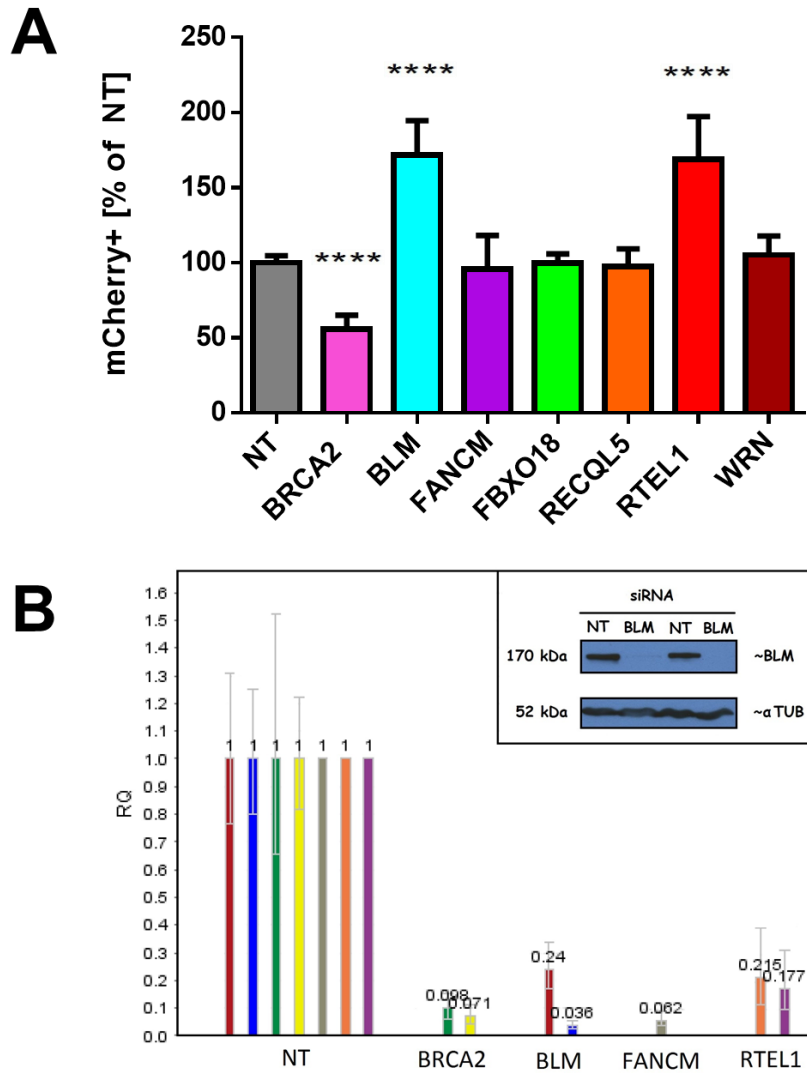 A
mCherry+ [% of NT]
250
200
150
100
50
0
****
****
****
NT
BRCA2
BLM
FANCM
FBXO18
RECQL5
RTEL1
WRN
B
RQ
1.6
1.5
1.4
1.3
1.2
1.1
1.0
0.9
0.8
0.7
0.6
0.5
0.4
0.3
0.2
0.1
0.0
1 1 1 1 1 1 1
0.098
0.071
0.24
0.036
0.062
0.215
0.177
NT BRCA2 BLM FANCM RTEL1
siRNA
NT BLM NT BLM
170 kDa ~BLM
52 kDa ~αTUB